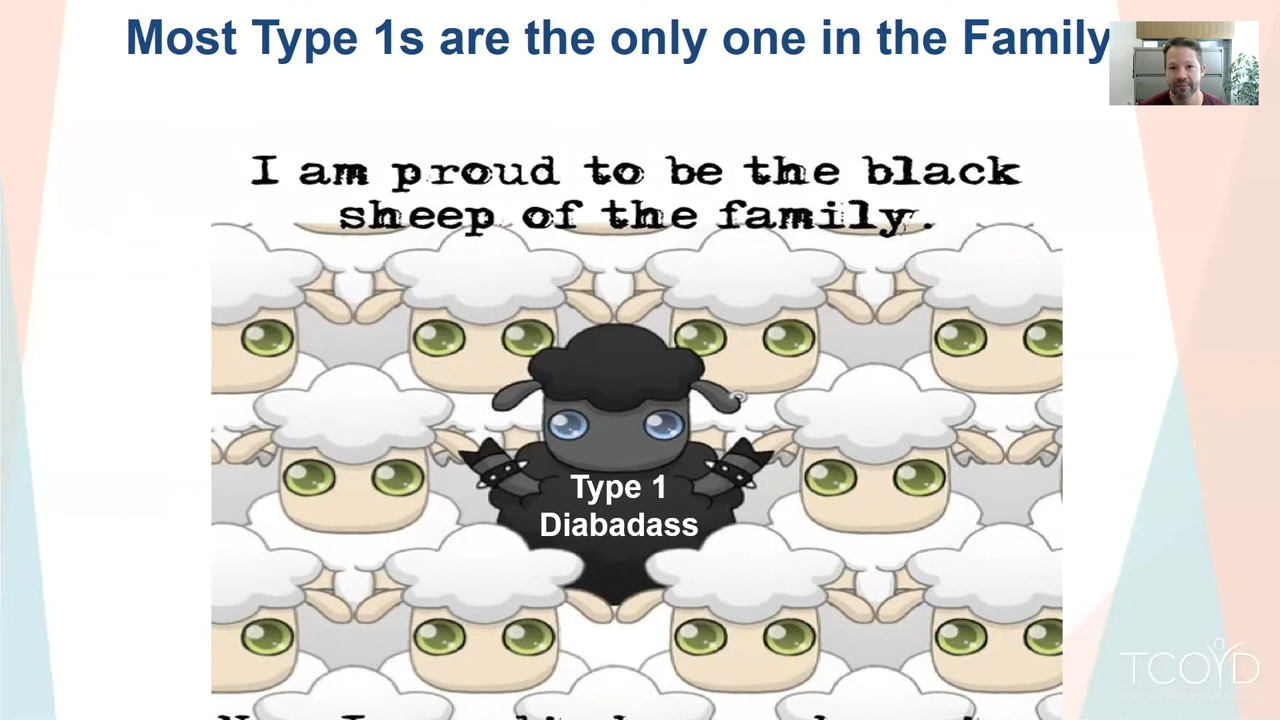 Most Type 1s are the only one in the Family
I am proud to be the black
sheep of the family.
Type 1
Diabadass
TCOYD